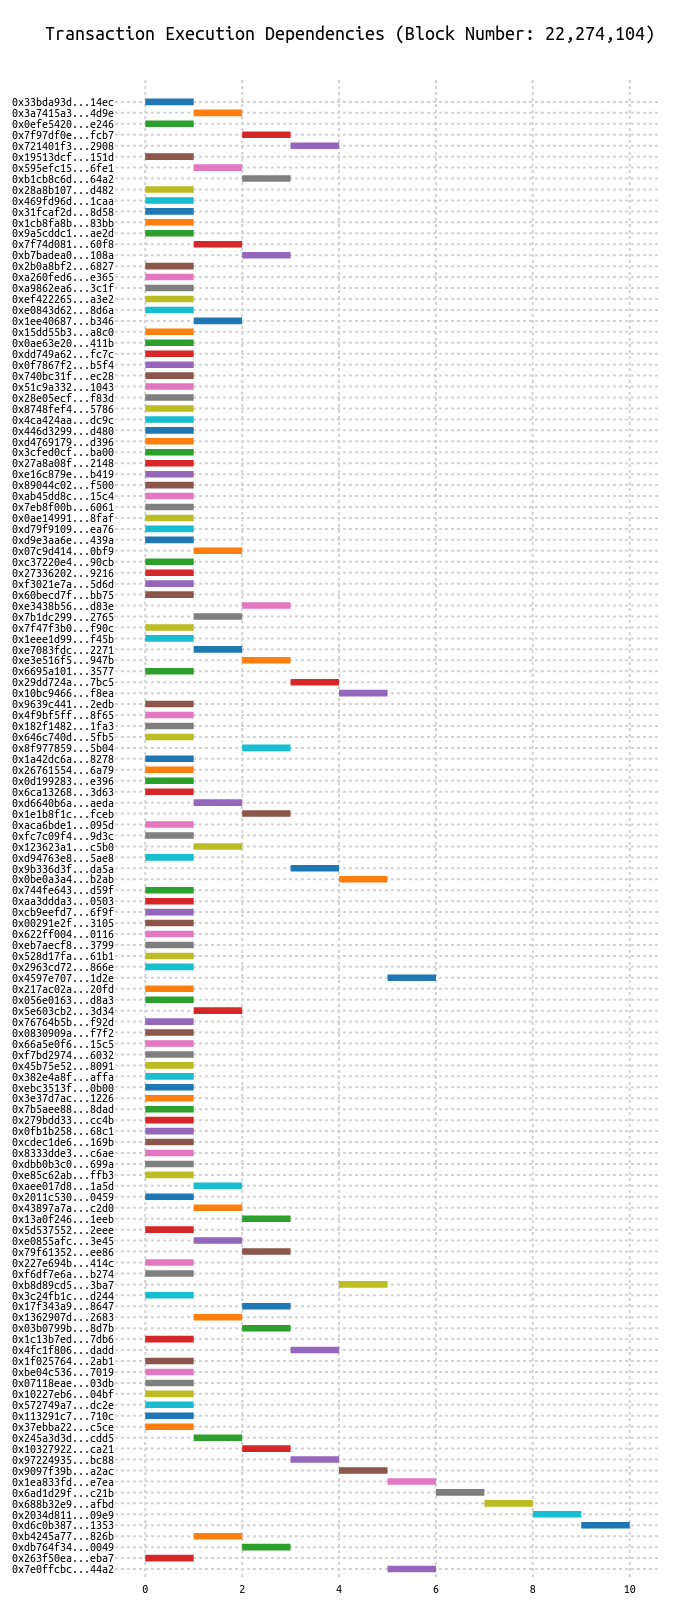 Transaction Execution Dependencies (Block Number: 22,274,104)
0x33bda93d...14ec
0x3a7415a3...4d9e
0x0efe5420...e246
0x7f97df0e...fcb7
0x721401f3...2908
0x19513dcf...151d
0x595efc15...6fe1
0xb1cb8c6d...64a2
0x28a8b107...d482
0x469fd96d...1caa
0x31fcaf2d...8d58
0x1cb8fa8b...83bb
0x9a5cddc1...ae2d
0x7f74d081...60f8
0xb7badea0...108a
0x2b0a8bf2...6827
0xa260fed6...e365
0xa9862ea6...3c1f
0xef422265...a3e2
0xe0843d62...8d6a
0x1ee40687...b346
0x15dd55b3...a8c0
0x0ae63e20...411b
0xdd749a62...fc7c
0x0f7867f2...b5f4
0x740bc31f...ec28
0x51c9a332...1043
0x28e05ecf...f83d
0x8748fef4...5786
0x4ca424aa...dc9c
0x446d3299...d480
0xd4769179...d396
0x3cfed0cf...ba00
0x27a8a08f...2148
0xe16c879e...b419
0x89044c02...f500
0xab45dd8c...15c4
0x7eb8f00b...6061
0x0ae14991...8faf
0xd79f9109...ea76
0xd9e3aa6e...439a
0x07c9d414...0bf9
0xc37220e4...90cb
0x27336202...9216
0xf3021e7a...5d6d
0x60becd7f...bb75
0xe3438b56...d83e
0x7b1dc299...2765
0x7f47f3b0...f90c
0x1eee1d99...f45b
0xe7083fdc...2271
0xe3e516f5...947b
0x6695a101...3577
0x29dd724a...7bc5
0x10bc9466...f8ea
0x9639c441...2edb
0x4f9bf5ff...8f65
0x182f1482...1fa3
0x646c740d...5fb5
0x8f977859...5b04
0x1a42dc6a...8278
0x26761554...6a79
0x0d199283...e396
0x6ca13268...3d63
0xd6640b6a...aeda
0x1e1b8f1c...fceb
0xaca6bde1...095d
0xfc7c09f4...9d3c
0x123623a1...c5b0
0xd94763e8...5ae8
0x9b336d3f...da5a
0x0be0a3a4...b2ab
0x744fe643...d59f
0xaa3ddda3...0503
0xcb9eefd7...6f9f
0x00291e2f...3105
0x622ff004...0116
0xeb7aecf8...3799
0x528d17fa...61b1
0x2963cd72...866e
0x4597e707...1d2e
0x217ac02a...20fd
0x056e0163...d8a3
0x5e603cb2...3d34
0x76764b5b...f92d
0x0830909a...f7f2
0x66a5e0f6...15c5
0xf7bd2974...6032
0x45b75e52...8091
0x382e4a8f...affa
0xebc3513f...0b00
0x3e37d7ac...1226
0x7b5aee88...8dad
0x279bdd33...cc4b
0x0fb1b258...68c1
0xcdec1de6...169b
0x8333dde3...c6ae
0xdbb0b3c0...699a
0xe85c62ab...ffb3
0xaee017d8...1a5d
0x2011c530...0459
0x43897a7a...c2d0
0x13a0f246...1eeb
0x5d537552...2eee
0xe0855afc...3e45
0x79f61352...ee86
0x227e694b...414c
0xf6df7e6a...b274
0xb8d89cd5...3ba7
0x3c24fb1c...d244
0x17f343a9...8647
0x1362907d...2683
0x03b0799b...8d7b
0x1c13b7ed...7db6
0x4fc1f806...dadd
0x1f025764...2ab1
0xbe04c536...7019
0x07118eae...03db
0x10227eb6...04bf
0x572749a7...dc2e
0x113291c7...710c
0x37ebba22...c5ce
0x245a3d3d...cdd5
0x10327922...ca21
0x97224935...bc88
0x9097f39b...a2ac
0x1ea833fd...e7ea
0x6ad1d29f...c21b
0x688b32e9...afbd
0x2034d811...09e9
0xd6c0b387...1353
0xb4245a77...826b
0xdb764f34...0049
0x263f50ea...eba7
0x7e0ffcbc...44a2
0 2 4 6 8 10